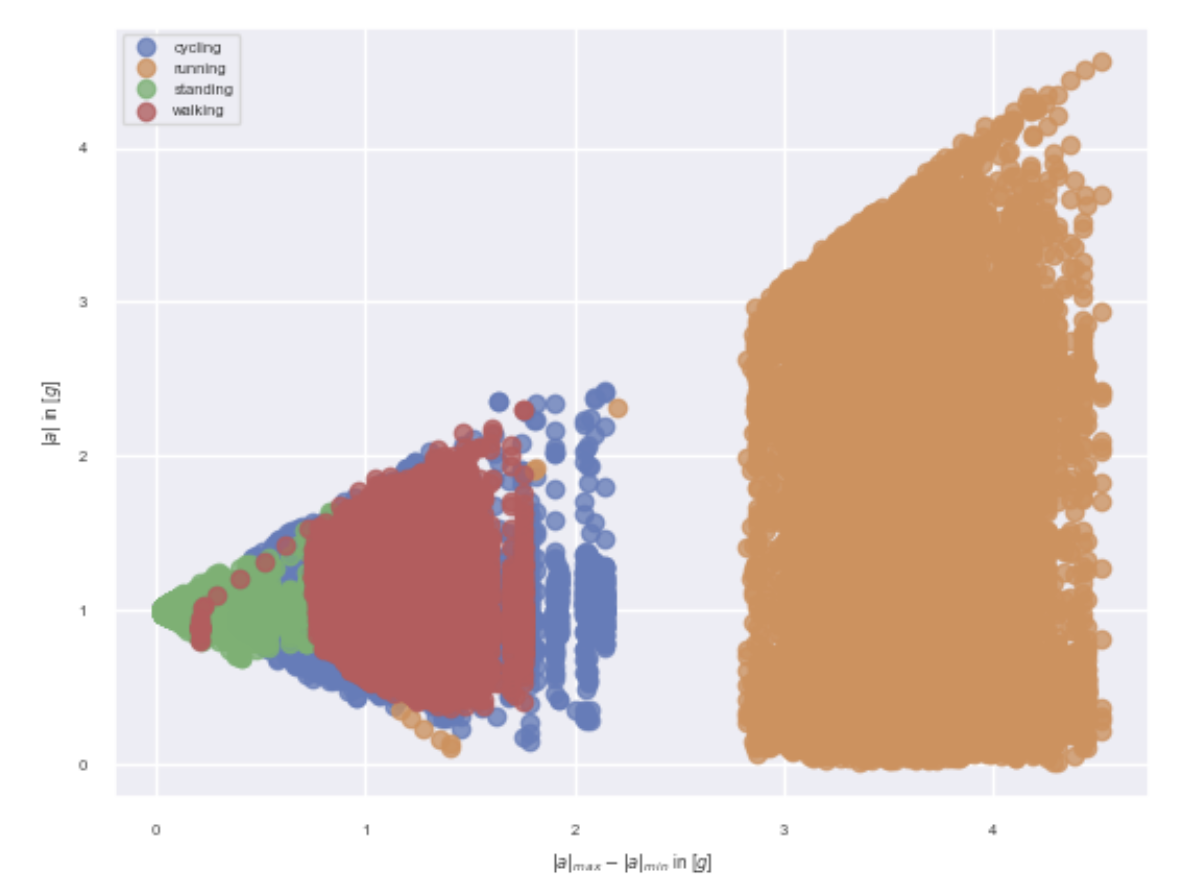 cycling
running
standing
walking
4
3
2
1
0
|a| in [g]
0 1 2 3 4
|a|max − |a|min in [g]